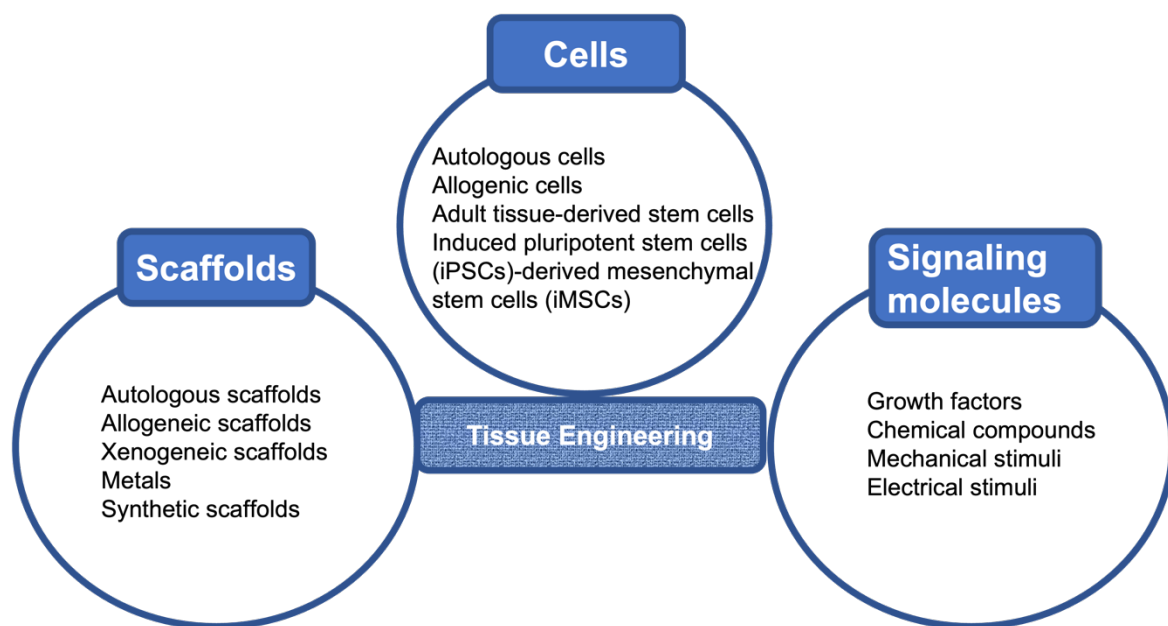 Cells
Autologous cells
Allogenic cells
Adult tissue-derived stem cells
Induced pluripotent stem cells
(iPSCs)-derived mesenchymal
stem cells (iMSCs)
Scaffolds
Autologous scaffolds
Allogeneic scaffolds
Xenogeneic scaffolds
Metals
Synthetic scaffolds
Tissue Engineering
Signaling
molecules
Growth factors
Chemical compounds
Mechanical stimuli
Electrical stimuli